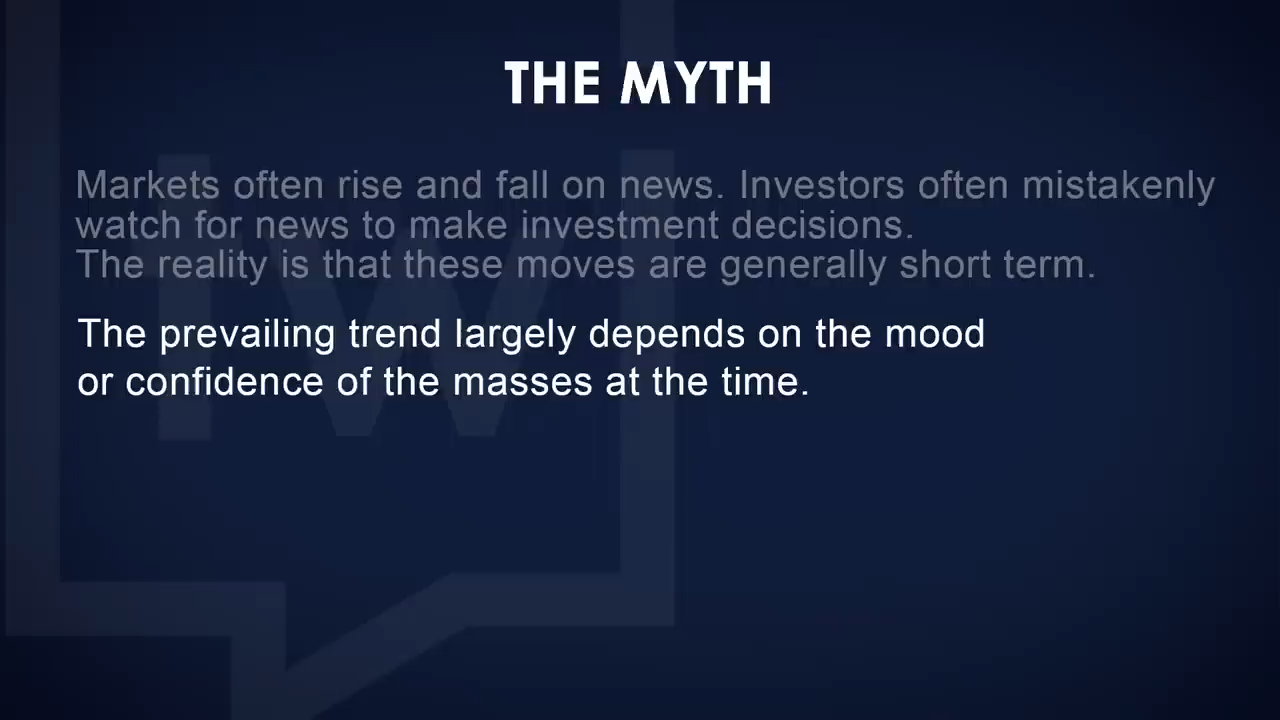 THE MYTH
Markets often rise and fall on news. Investors often mistakenly
watch for news to make investment decisions.
The reality is that these moves are generally short term.
The prevailing trend largely depends on the mood
or confidence of the masses at the time.
IW